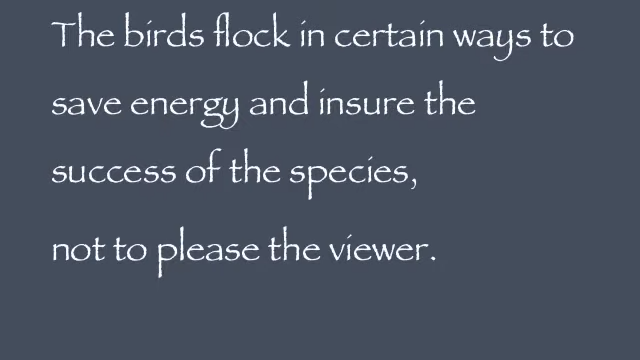 The birds flock in certain ways to
save energy and insure the
success of the species,
not to please the viewer.